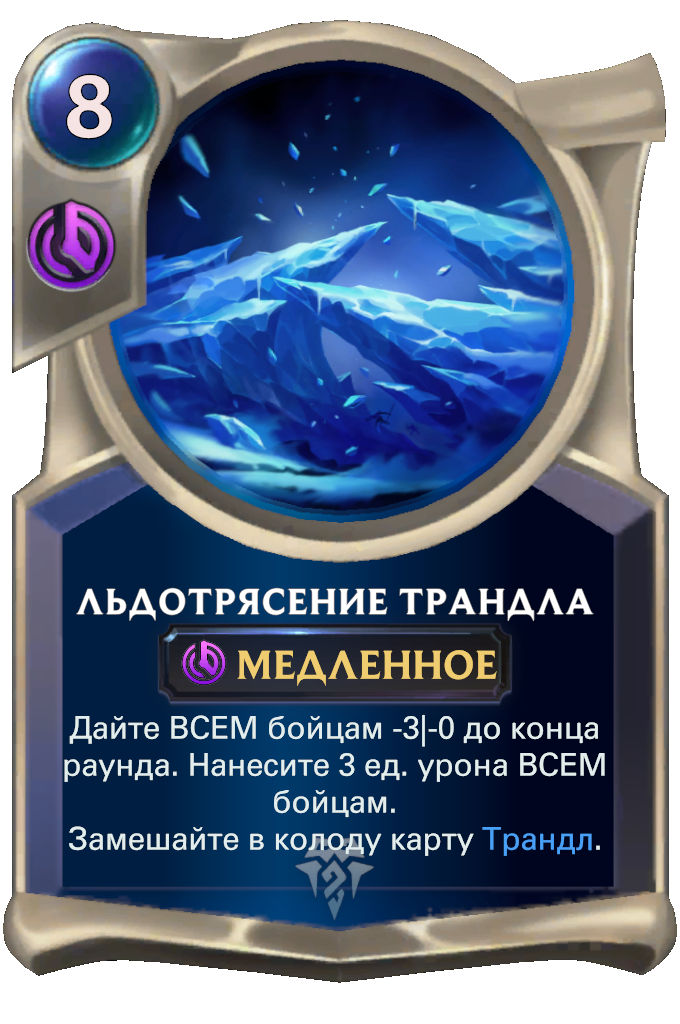 8
ЛЬДОТРЯСЕНИЕ ТРАНДЛА
МЕДЛЕННОЕ
Дайте ВСЕМ бойцам -3|-0 до конца
раунда. Нанесите 3 ед. урона ВСЕМ
бойцам.
Замешайте в колоду карту Трандл.